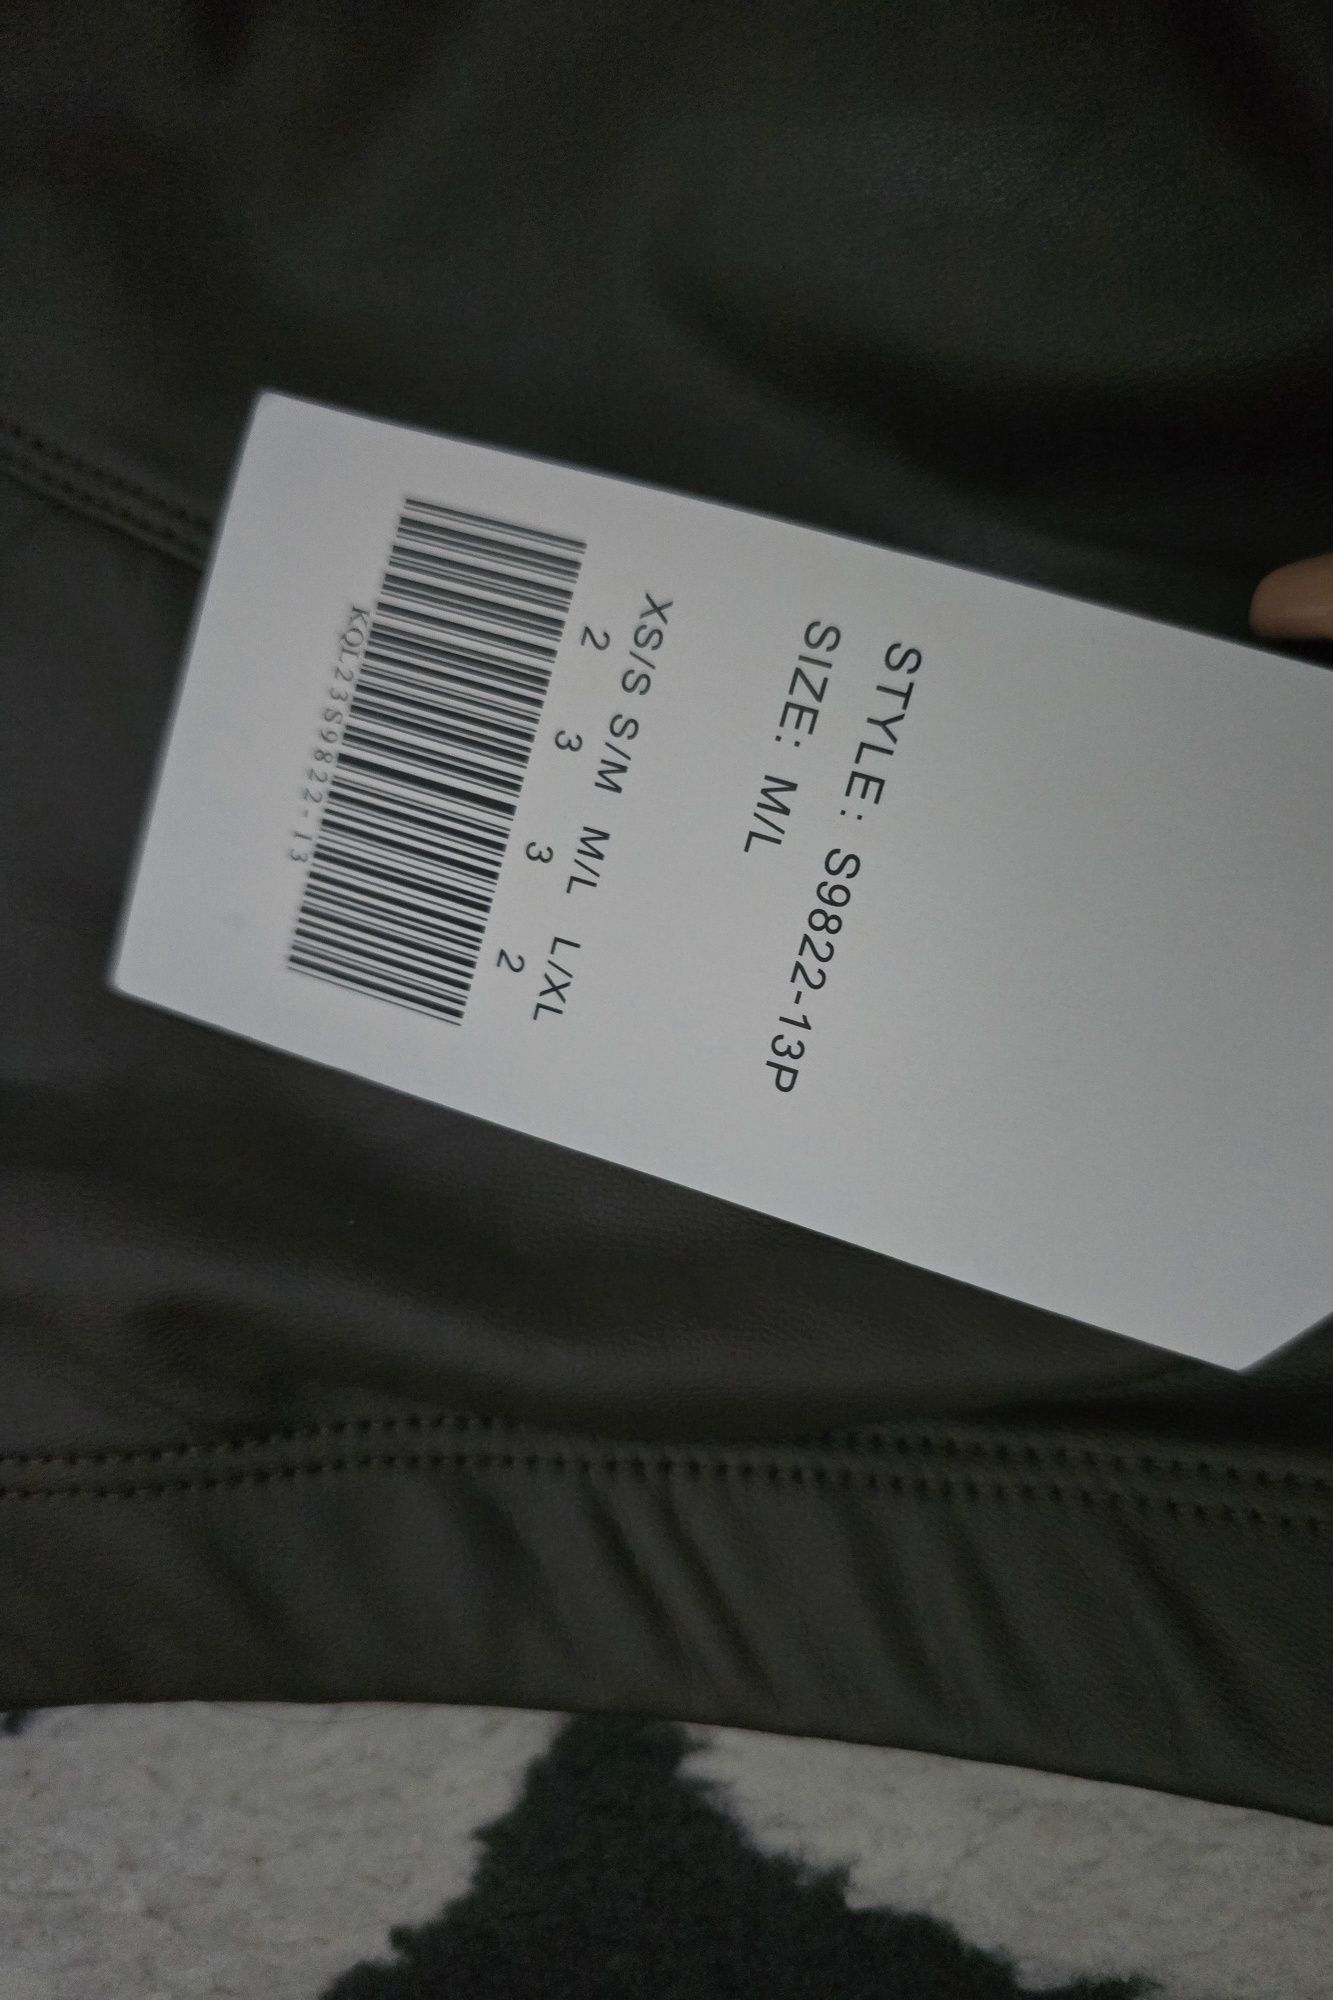 STYLE: S9822-13P
SIZE: M/L
XS/S S/M M/L L/XL
2 3 3 2
KQL23S9822-13